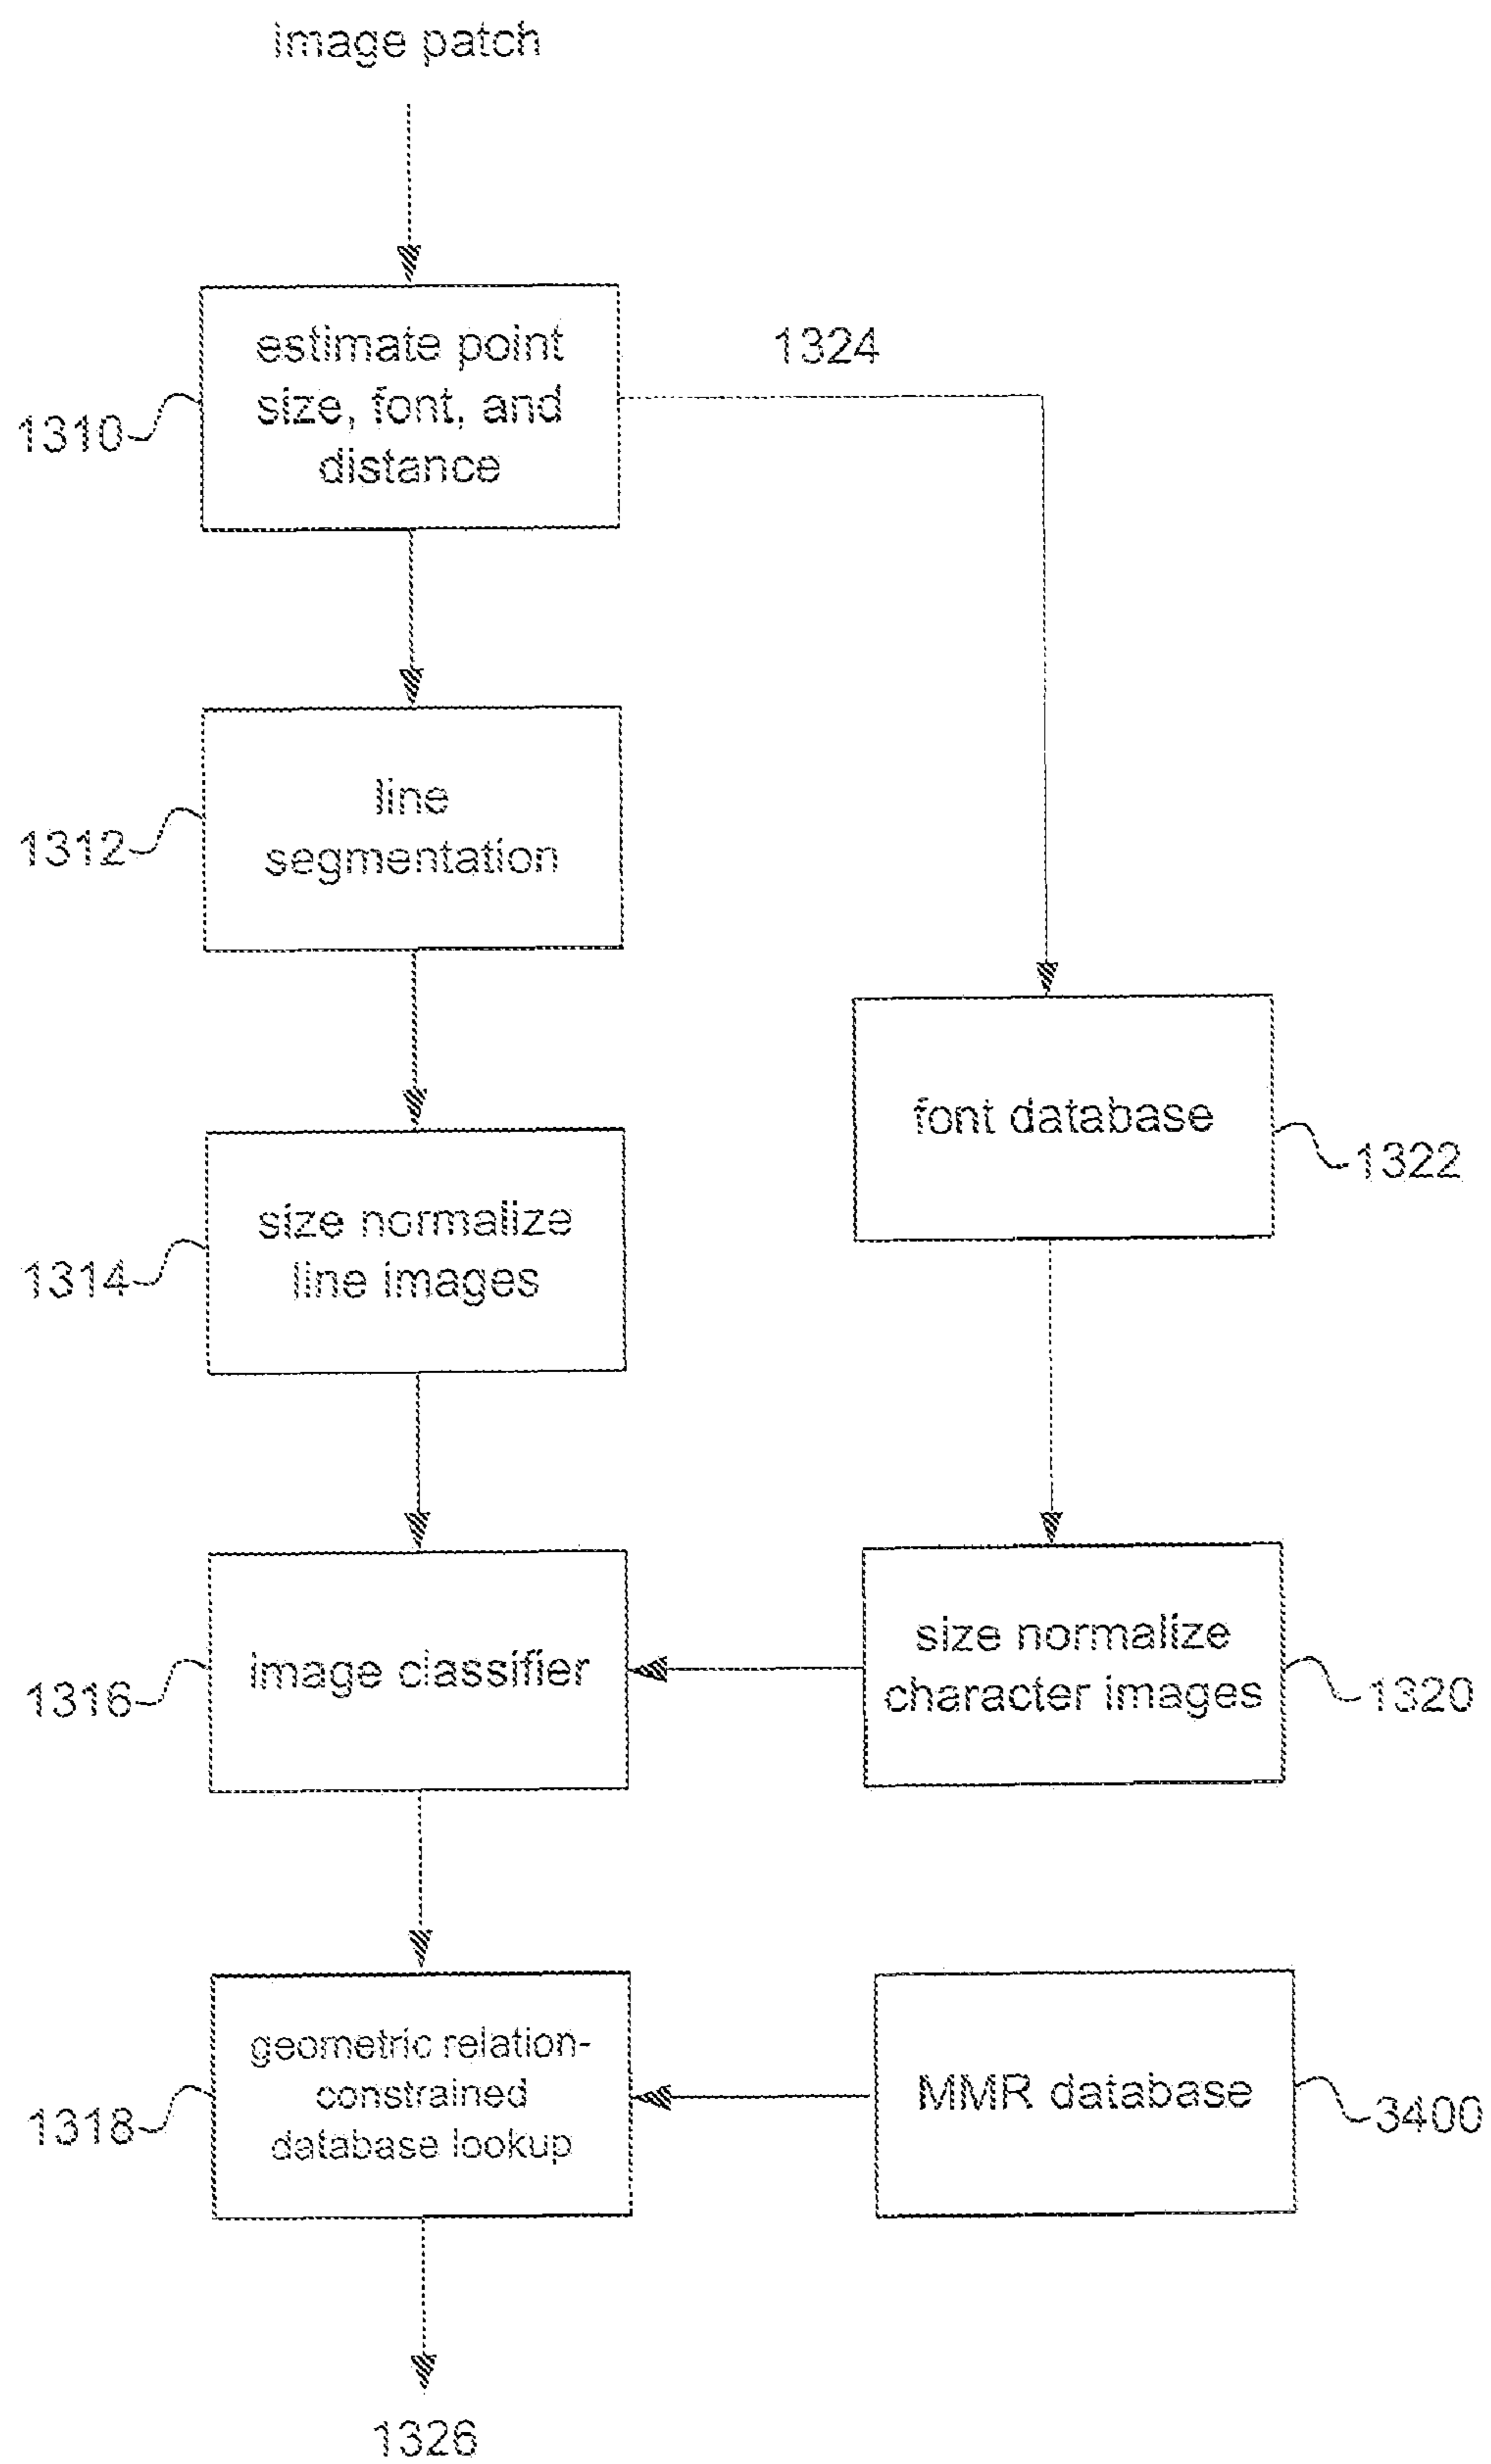 image patch
estimate point
size, font, and
distance
1324
1310
line
segmentation
1312
font database
1322
size normalize
line images
1314
image classifier
1316
size normalize
character images
1320
geometric relation-
constrained
database lookup
1318
MMR database
3400
1326